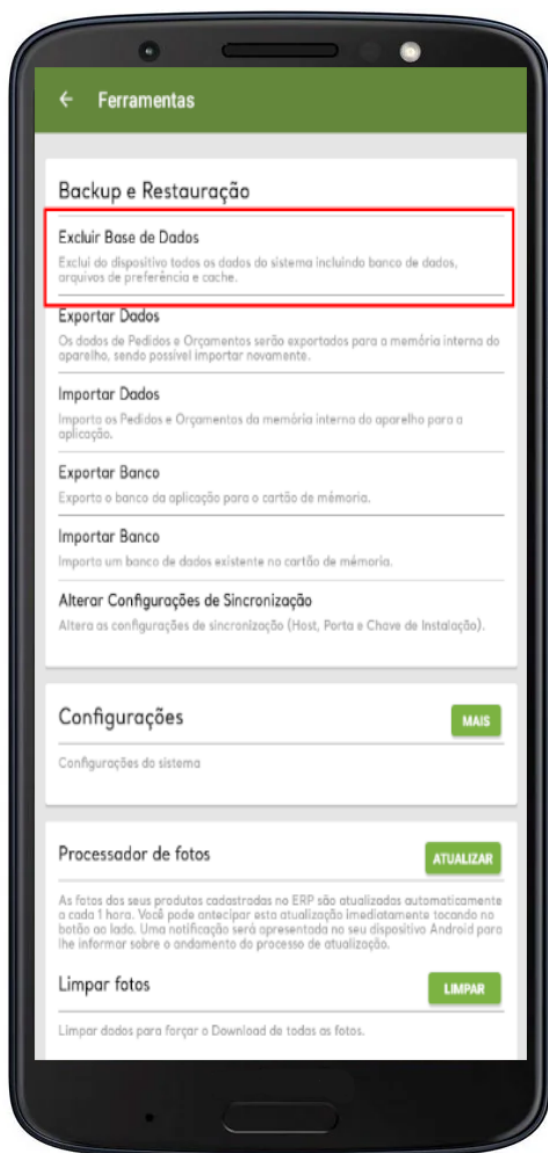 Ferramentas
Backup e Restauração
Excluir Base de Dados
Exclui do dispositivo todos os dados do sistema incluindo banco de dados,
arquivos de preferência e cache.
Exportar Dados
Os dados de Pedidos e Orçamentos serão exportados para a memória interna do
aparelho, sendo possível importar novamente.
Importar Dados
Importa os Pedidos e Orçamentos da memória interna do aparelho para a
aplicação.
Exportar Banco
Exporta o banco da aplicação para o cartão de mémoria.
Importar Banco
Importa um banco de dados existente no cartão de mémoria.
Alterar Configurações de Sincronização
Altera as configurações de sincronização (Host, Porta e Chave de Instalação).
Configurações
MAIS
Configurações do sistema
Processador de fotos
ATUALIZAR
As fotos dos seus produtos cadastradas no ERP são atualizadas automaticamente
a cada 1 hora. Você pode antecipar esta atualização imediatamente tocando no
botão ao lado. Uma notificação será apresentada no seu dispositivo Android para
lhe informar sobre o andamento do processo de atualização.
Limpar fotos
LIMPAR
Limpar dados para forçar o Download de todas as fotos.